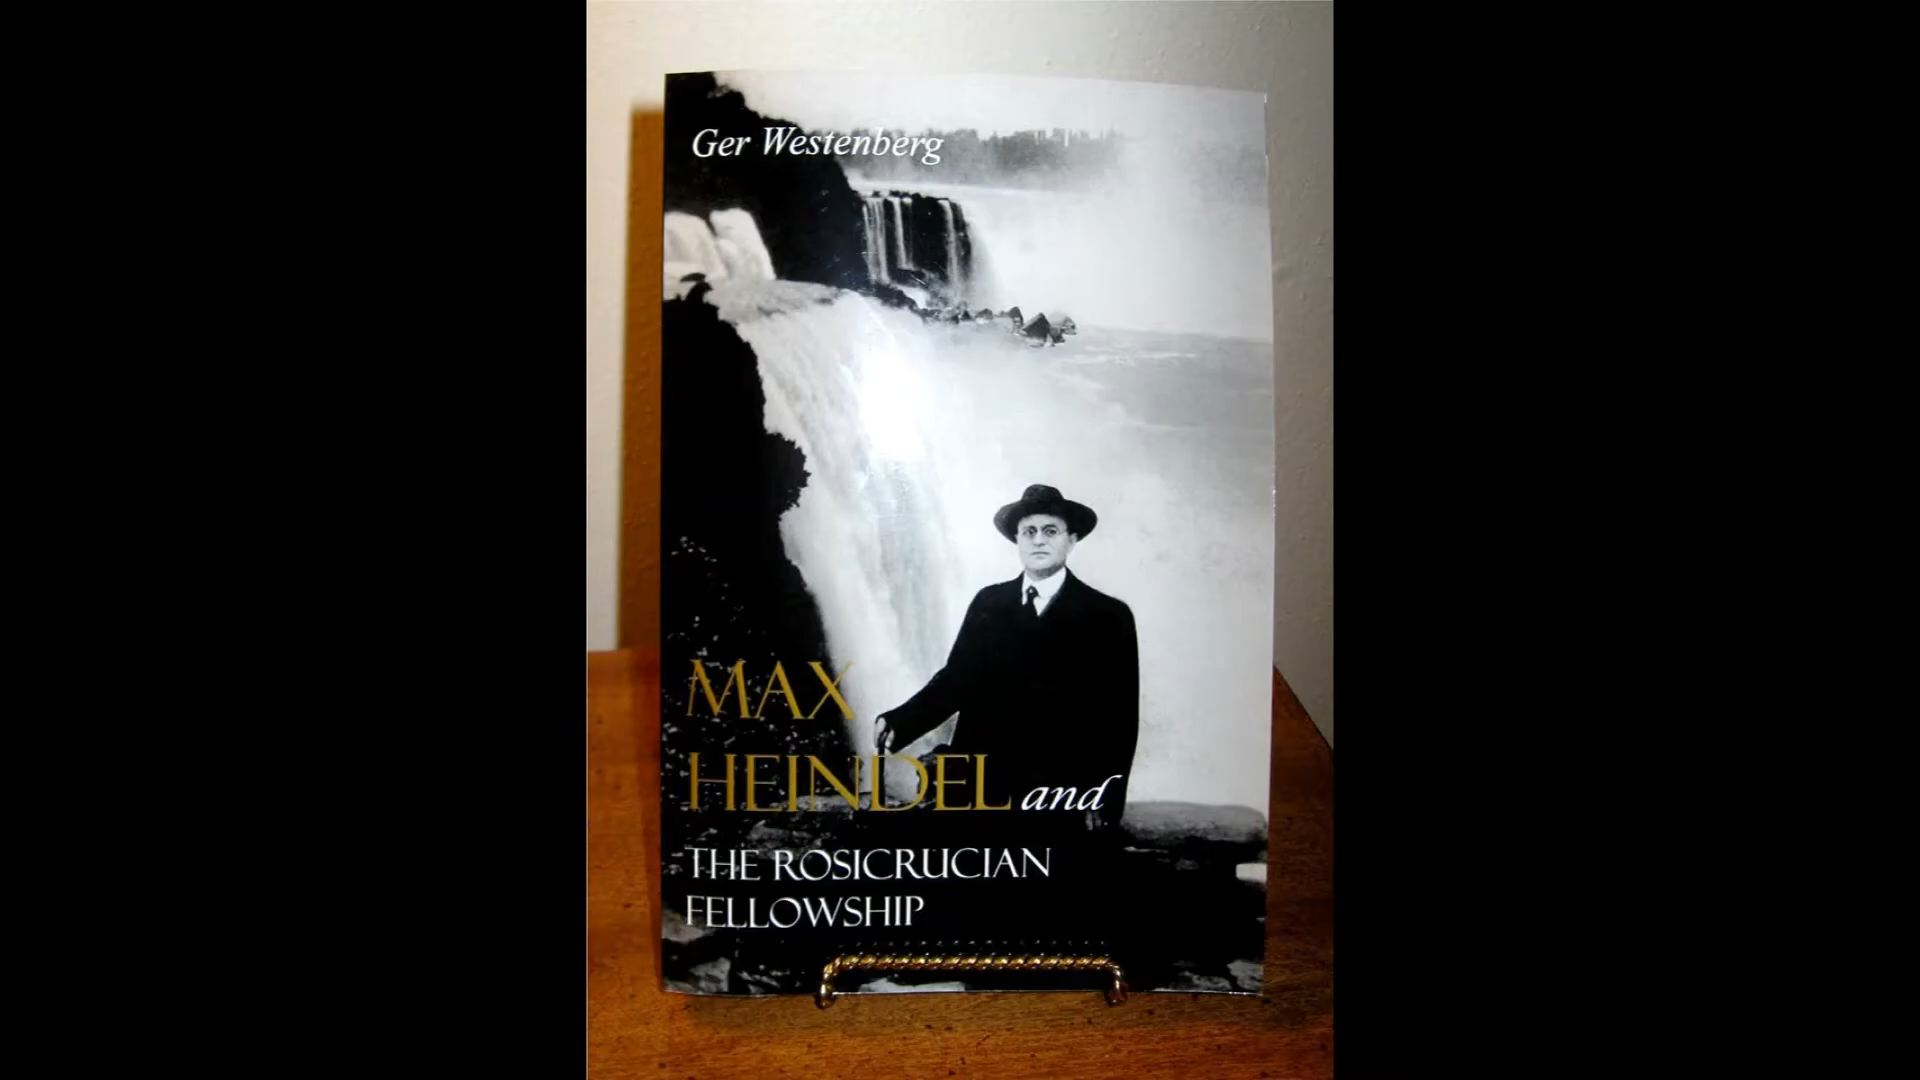 Ger Westenberg
MAX
HEINDEL and
THE ROSICRUCIAN
FELLOWSHIP